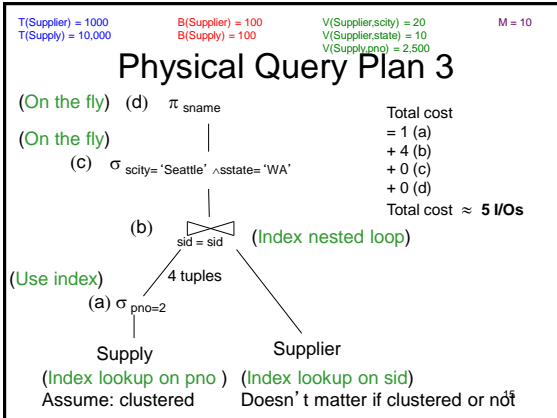 T(Supplier) = 1000 B(Supplier) = 100 V(Supplier,scity) = 20 M = 10
T(Supply) = 10,000 B(Supply) = 100 V(Supplier,state) = 10
V(Supply,pno) = 2,500
Physical Query Plan 3
(On the fly) (d) π sname
Total cost
= 1 (a)
+ 4 (b)
+ 0 (c)
+ 0 (d)
Total cost ≈ 5 I/Os
(On the fly)
(c) σ scity= ‘Seattle’ ∧sstate= ‘WA’
(b)
sid = sid
(Index nested loop)
(Use index)
4 tuples
(a) σ pno=2
Supply Supplier
(Index lookup on pno ) (Index lookup on sid)
Assume: clustered Doesn’t matter if clustered or not
15